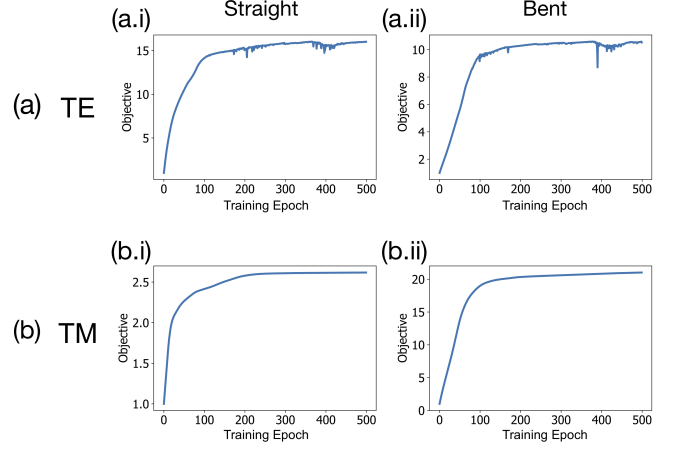 Straight
Bent
(a.i)
(a.ii)
(a) TE
Objective
15
10
5
0
100
200
300
400
500
Training Epoch
Objective
10
8
6
4
2
0
100
200
300
400
500
Training Epoch
(b.i)
(b.ii)
(b) TM
Objective
2.5
2.0
1.5
1.0
0
100
200
300
400
500
Training Epoch
Objective
20
15
10
5
0
0
100
200
300
400
500
Training Epoch